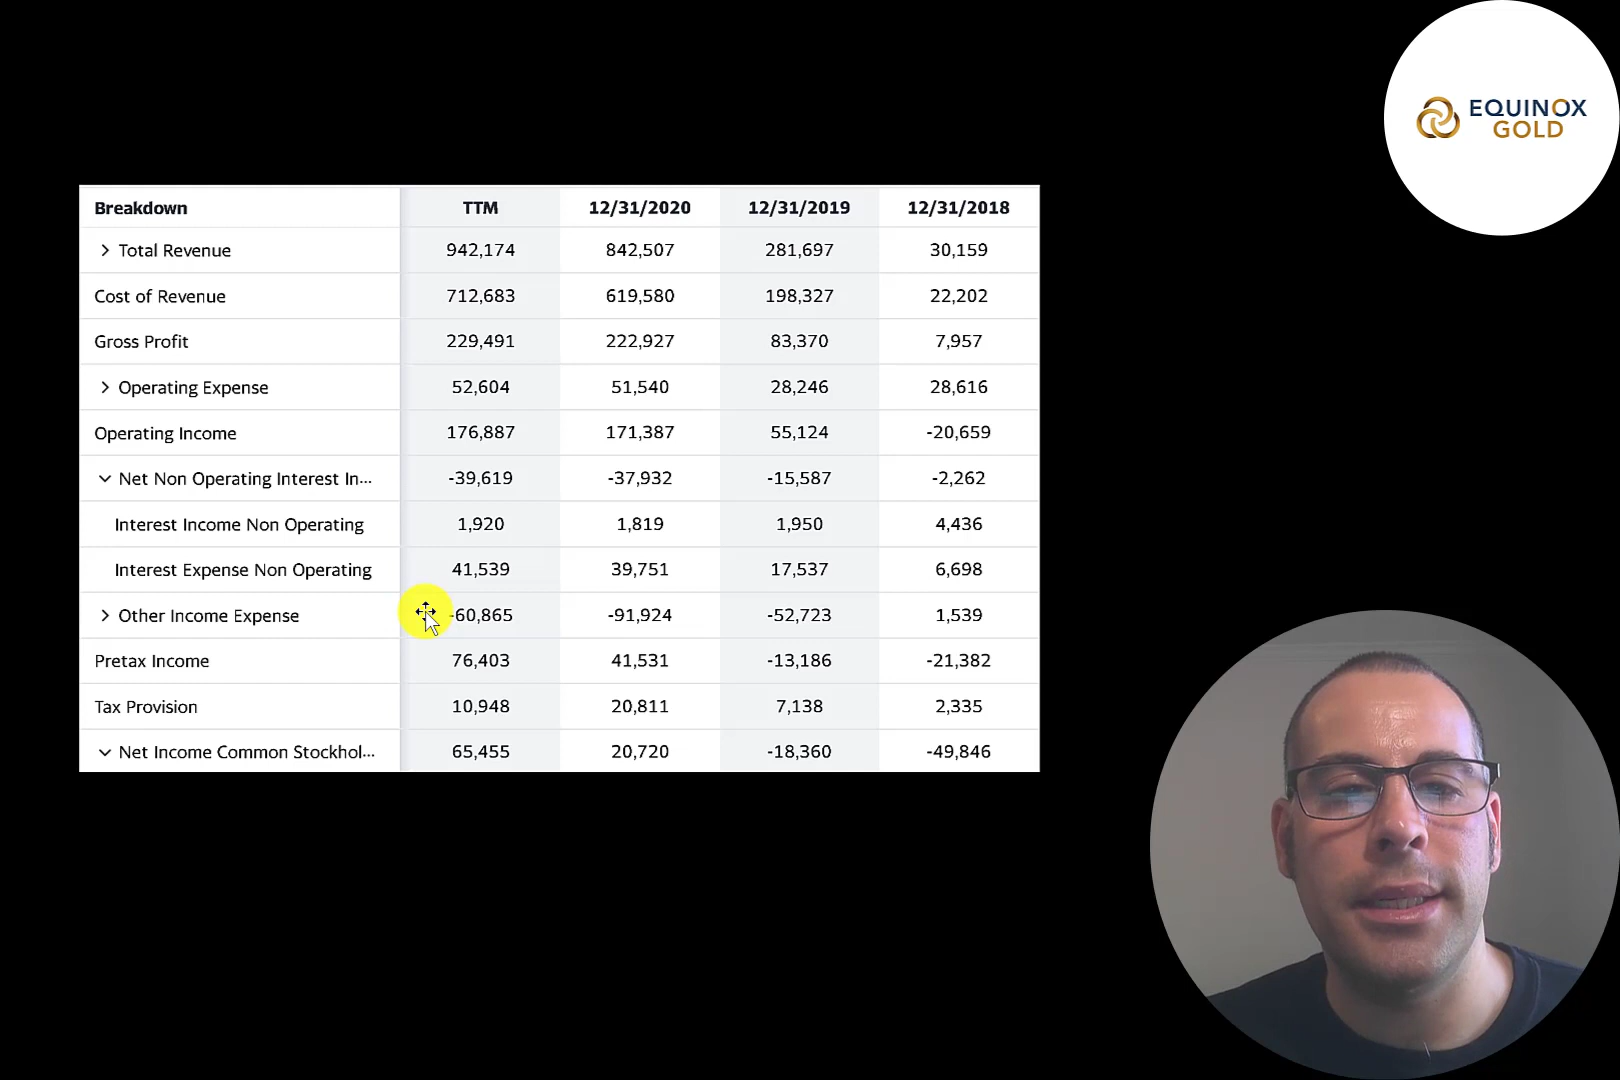 EQUINOX
GOLD
Breakdown TTM 12/31/2020 12/31/2019 12/31/2018
Total Revenue 942,174 842,507 281,697 30,159
Cost of Revenue 712,683 619,580 198,327 22,202
Gross Profit 229,491 222,927 83,370 7,957
Operating Expense 52,604 51,540 28,246 28,616
Operating Income 176,887 171,387 55,124 -20,659
Net Non Operating Interest In... -39,619 -37,932 -15,587 -2,262
Interest Income Non Operating 1,920 1,819 1,950 4,436
Interest Expense Non Operating 41,539 39,751 17,537 6,698
Other Income Expense -60,865 -91,924 -52,723 1,539
Pretax Income 76,403 41,531 -13,186 -21,382
Tax Provision 10,948 20,811 7,138 2,335
Net Income Common Stockhol... 65,455 20,720 -18,360 -49,846